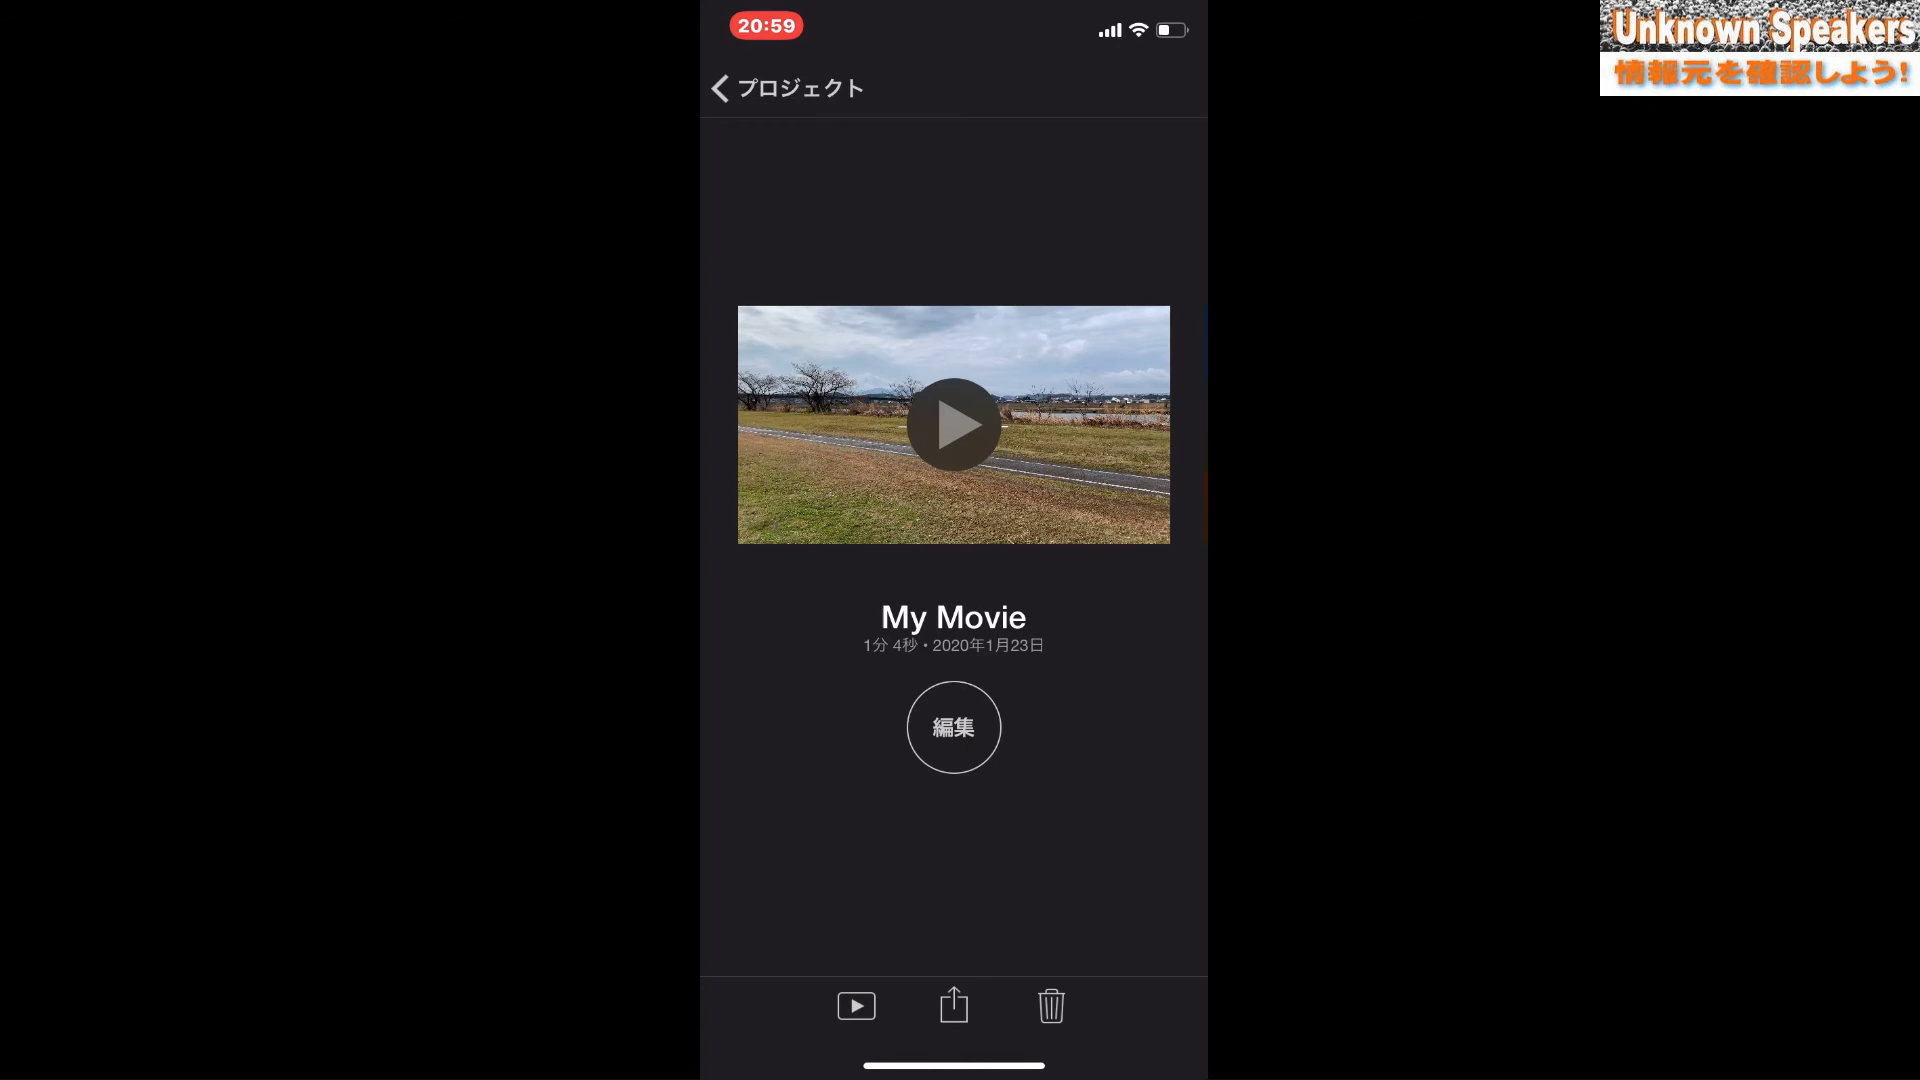 20:59
Unknown Speakers
情報元を確認しよう!
プロジェクト
My Movie
1分 4秒・2020年1月23日
編集